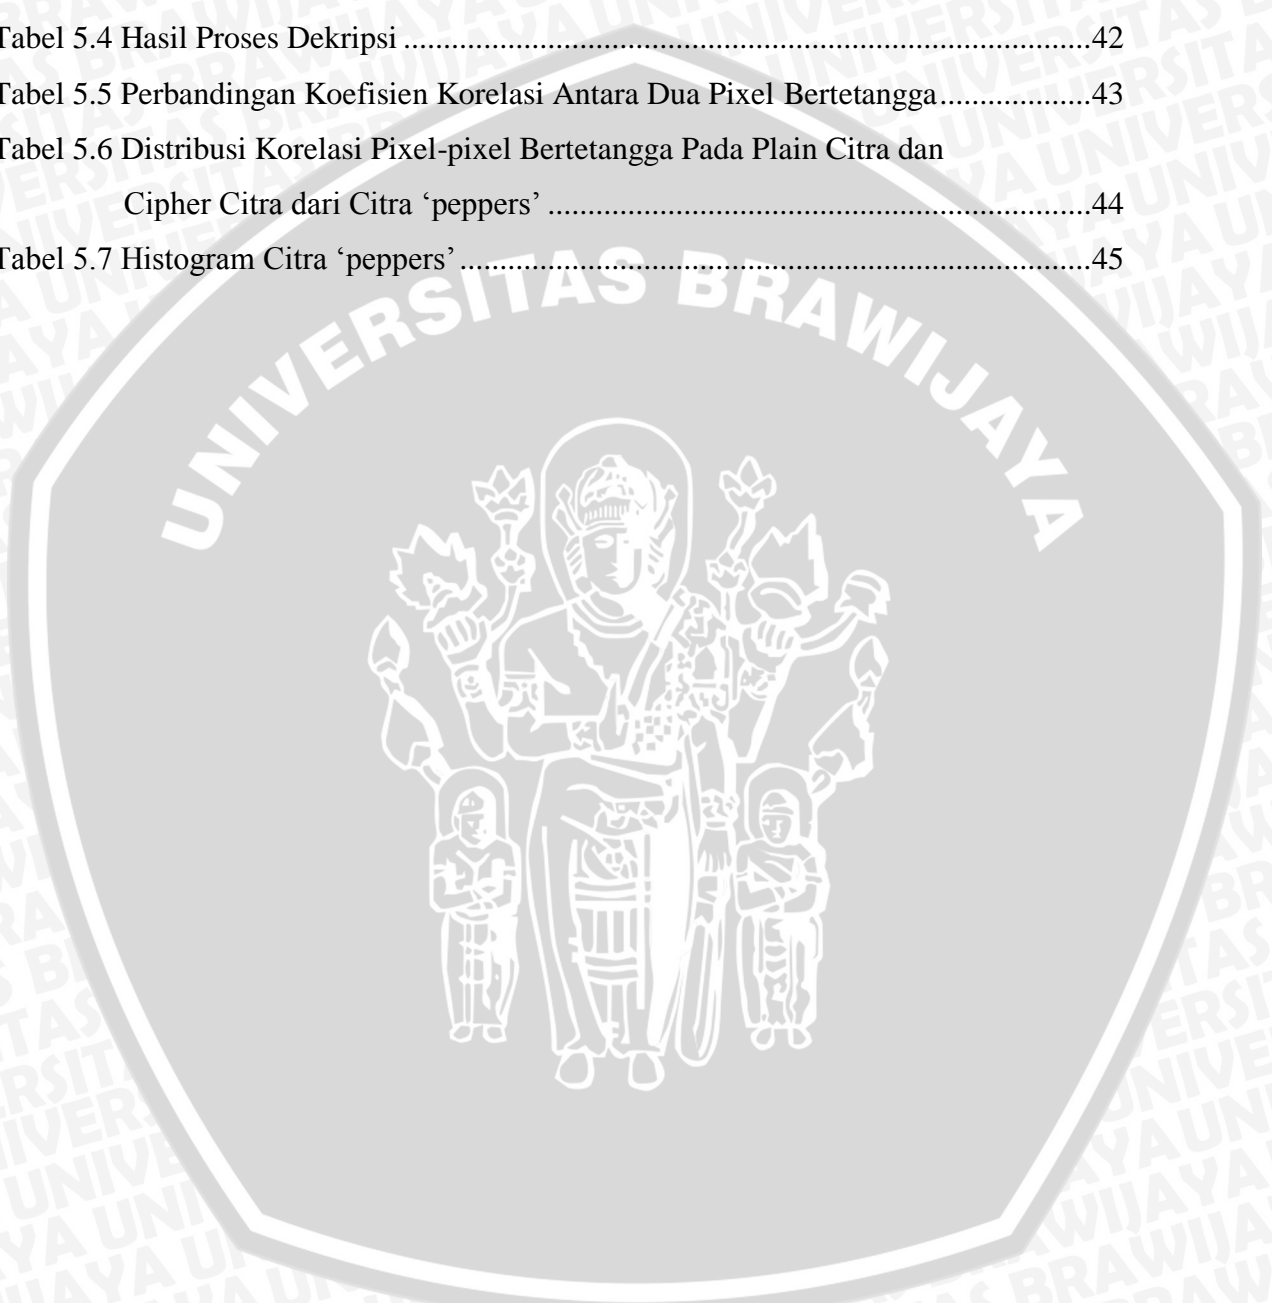 Tabel 5.4 Hasil Proses Dekripsi ..........................................................................42
Tabel 5.5 Perbandingan Koefisien Korelasi Antara Dua Pixel Bertetangga.................43
Tabel 5.6 Distribusi Korelasi Pixel-pixel Bertetangga Pada Plain Citra dan
Cipher Citra dari Citra ‘peppers’ ..........................................................44
Tabel 5.7 Histogram Citra ‘peppers’ ....................................................................45
UNIVERSITAS BRAWIJAYA